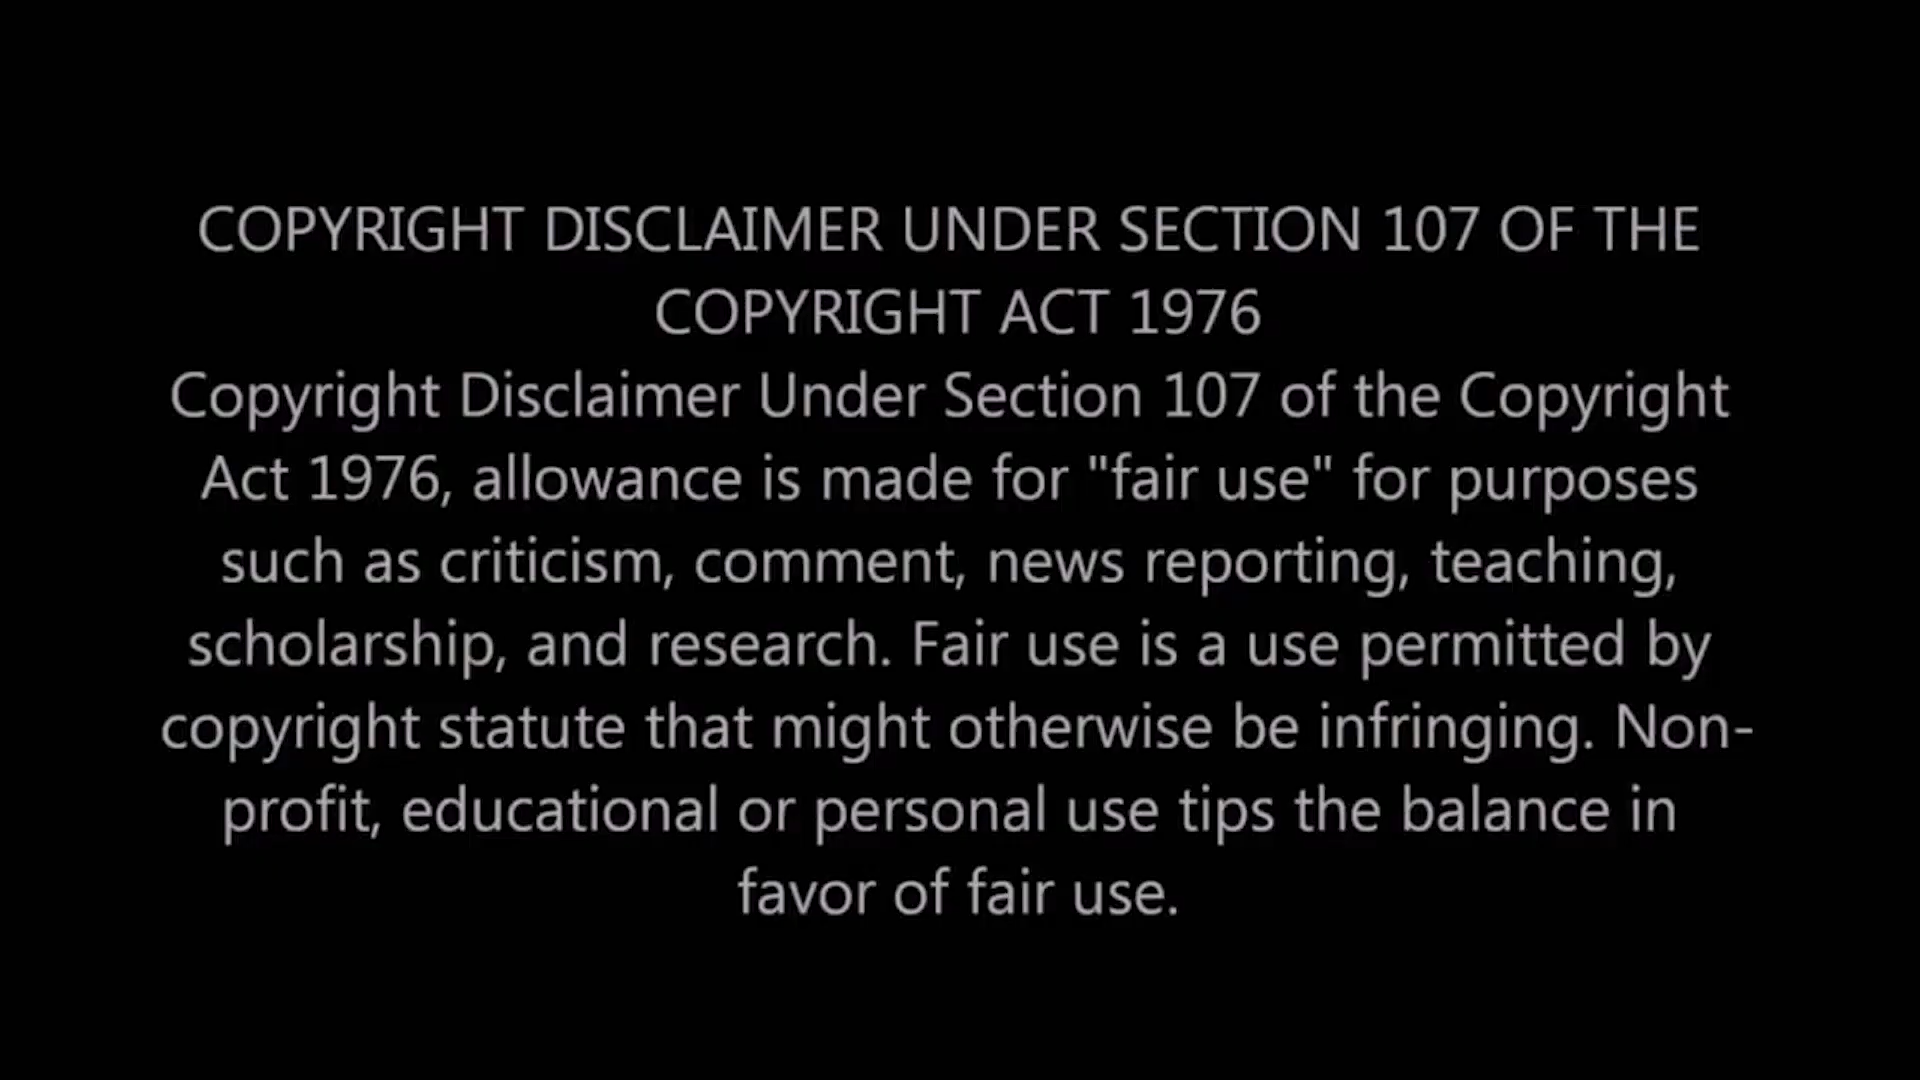 COPYRIGHT DISCLAIMER UNDER SECTION 107 OF THE
COPYRIGHT ACT 1976
Copyright Disclaimer Under Section 107 of the Copyright
Act 1976, allowance is made for "fair use" for purposes
such as criticism, comment, news reporting, teaching,
scholarship, and research. Fair use is a use permitted by
copyright statute that might otherwise be infringing. Non-
profit, educational or personal use tips the balance in
favor of fair use.